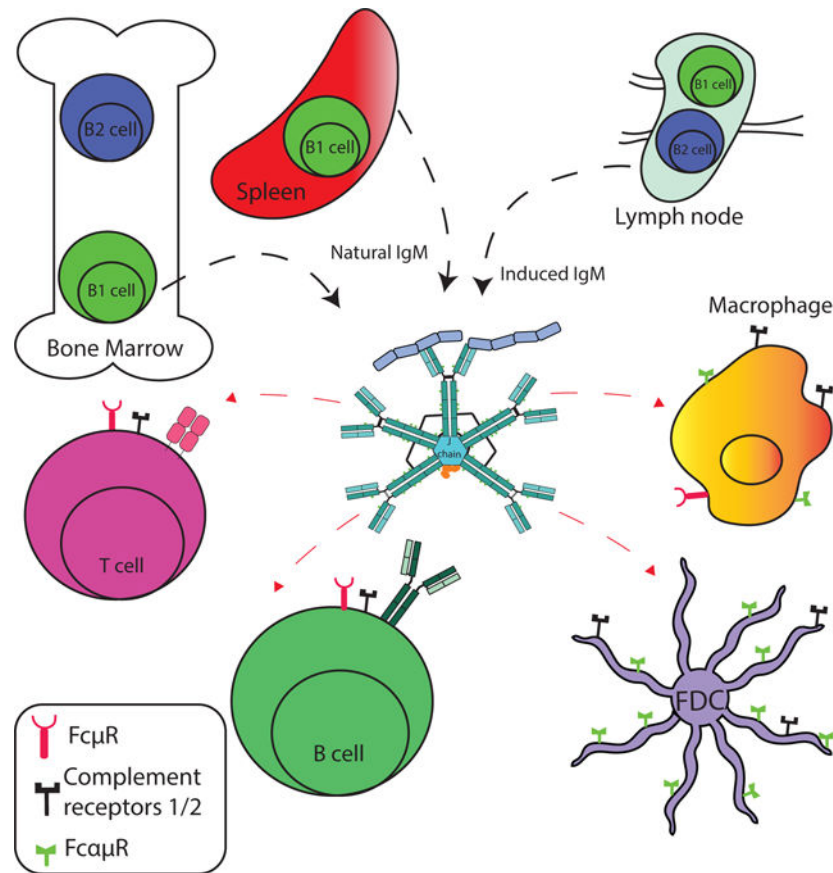 B2 cell
B1 cell
Bone Marrow
B1 cell
Spleen
B1 cell
B2 cell
Lymph node
Natural IgM
Induced IgM
Macrophage
J
chain
T cell
B cell
FDC
FcμR
Complement
receptors 1/2
FcαμR